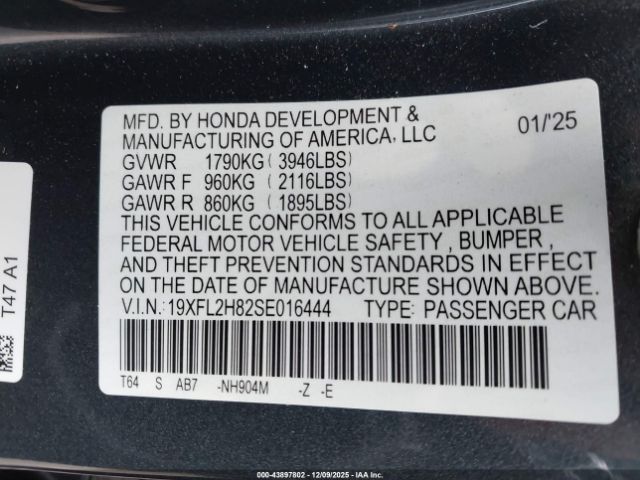 MFD. BY HONDA DEVELOPMENT &
MANUFACTURING OF AMERICA, LLC 01/'25
GVWR 1790KG ( 3946LBS)
GAWR F 960KG ( 2116LBS)
GAWR R 860KG ( 1895LBS)
THIS VEHICLE CONFORMS TO ALL APPLICABLE
FEDERAL MOTOR VEHICLE SAFETY , BUMPER ,
AND THEFT PREVENTION STANDARDS IN EFFECT
ON THE DATE OF MANUFACTURE SHOWN ABOVE.
V.I.N: 19XFL2H82SE016444 TYPE: PASSENGER CAR
T64 S AB7 -NH904M -Z -E
T47 A1
000-43897802 - 12/09/2025 - IAA Inc.